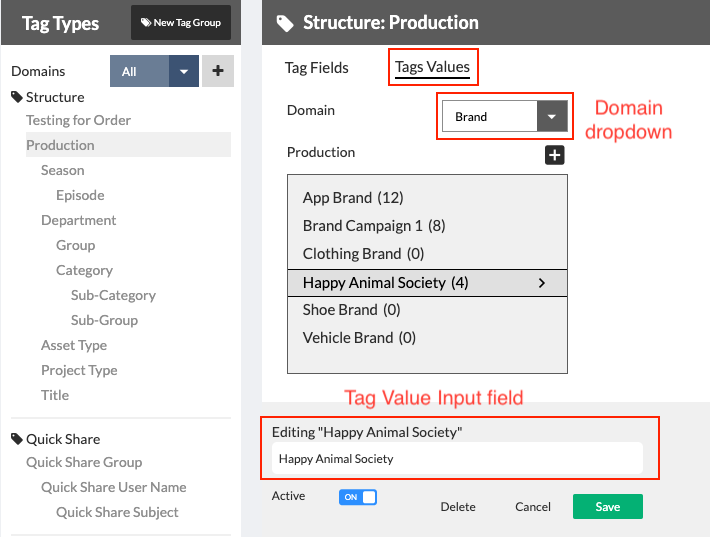 Tag Types
New Tag Group
Domains
All
Structure
Testing for Order
Production
Season
Episode
Department
Group
Category
Sub-Category
Sub-Group
Asset Type
Project Type
Title
Quick Share
Quick Share Group
Quick Share User Name
Quick Share Subject
Structure: Production
Tag Fields
Tags Values
Domain
Brand
Domain
dropdown
Production
App Brand (12)
Brand Campaign 1 (8)
Clothing Brand (0)
Happy Animal Society (4)
Shoe Brand (0)
Vehicle Brand (0)
Tag Value Input field
Editing "Happy Animal Society"
Happy Animal Society
Active
ON
Delete
Cancel
Save